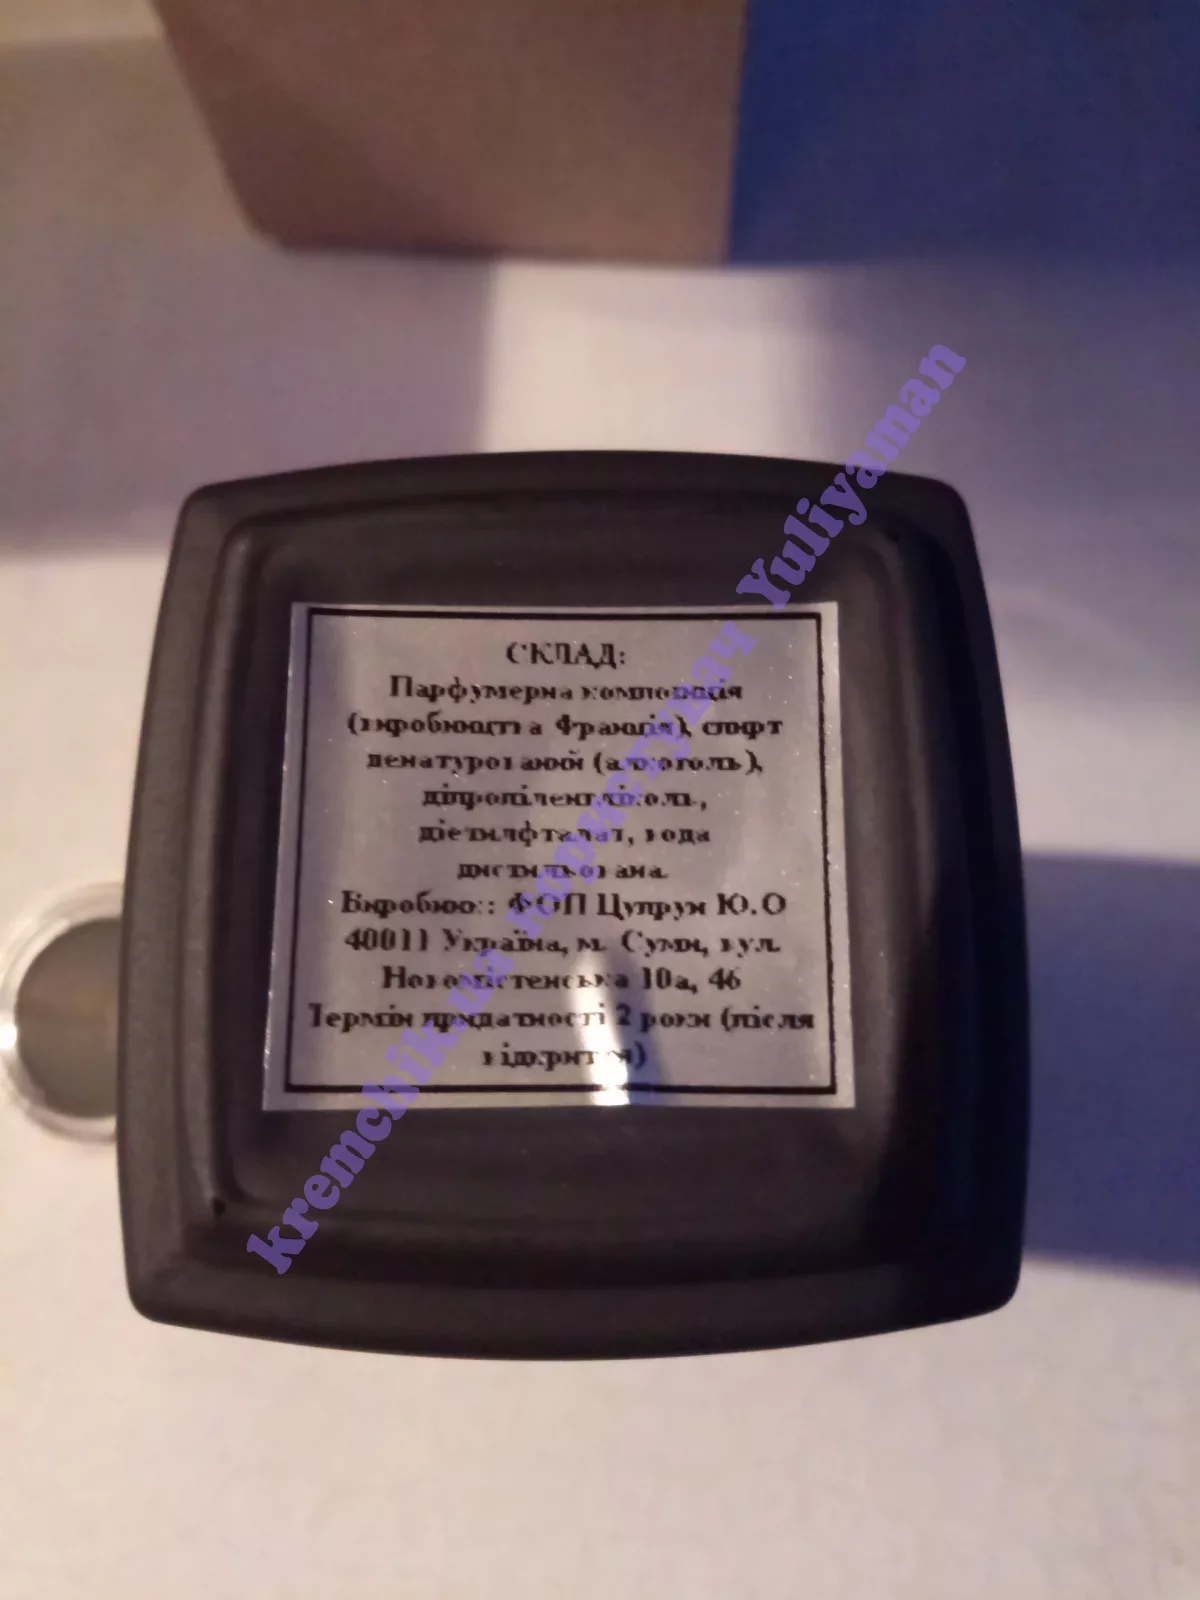 СКЛАД:
Парфумерна композиція
(виробництва Франція), спирт
денатурований (алкоголь),
діпропіленгліколь,
діетилфталат, вода
дистильована.
Виробник: ФОП Цупрун Ю.О
40011 Україна, м. Суми, вул.
Новомістенська 10а, 46
Термін придатності 2 роки (після
відкриття)
kremchik.ua користувач Yuliyaman